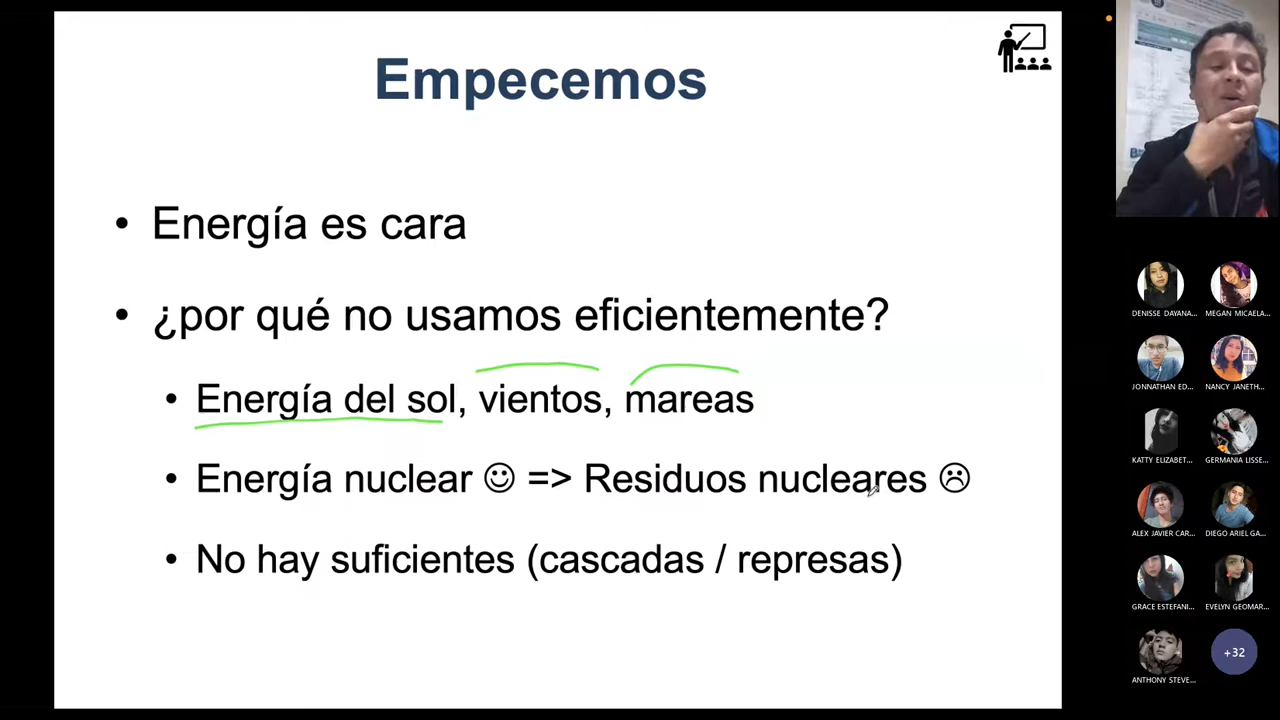 Empecemos
• Energía es cara
• ¿por qué no usamos eficientemente?
• Energía del sol, vientos, mareas
• Energía nuclear ☺ => Residuos nucleares ☹
• No hay suficientes (cascadas / represas)
DENISSE DAYANA...
MEGAN MICAELA...
JONNATHAN ED...
NANCY JANETH...
KATTY ELIZABET...
GERMANIA LISSE...
ALEX JAVIER CAR...
DIEGO ARIEL GA...
GRACE ESTEFANI...
EVELYN GEOMAR...
ANTHONY STEVE...
+32